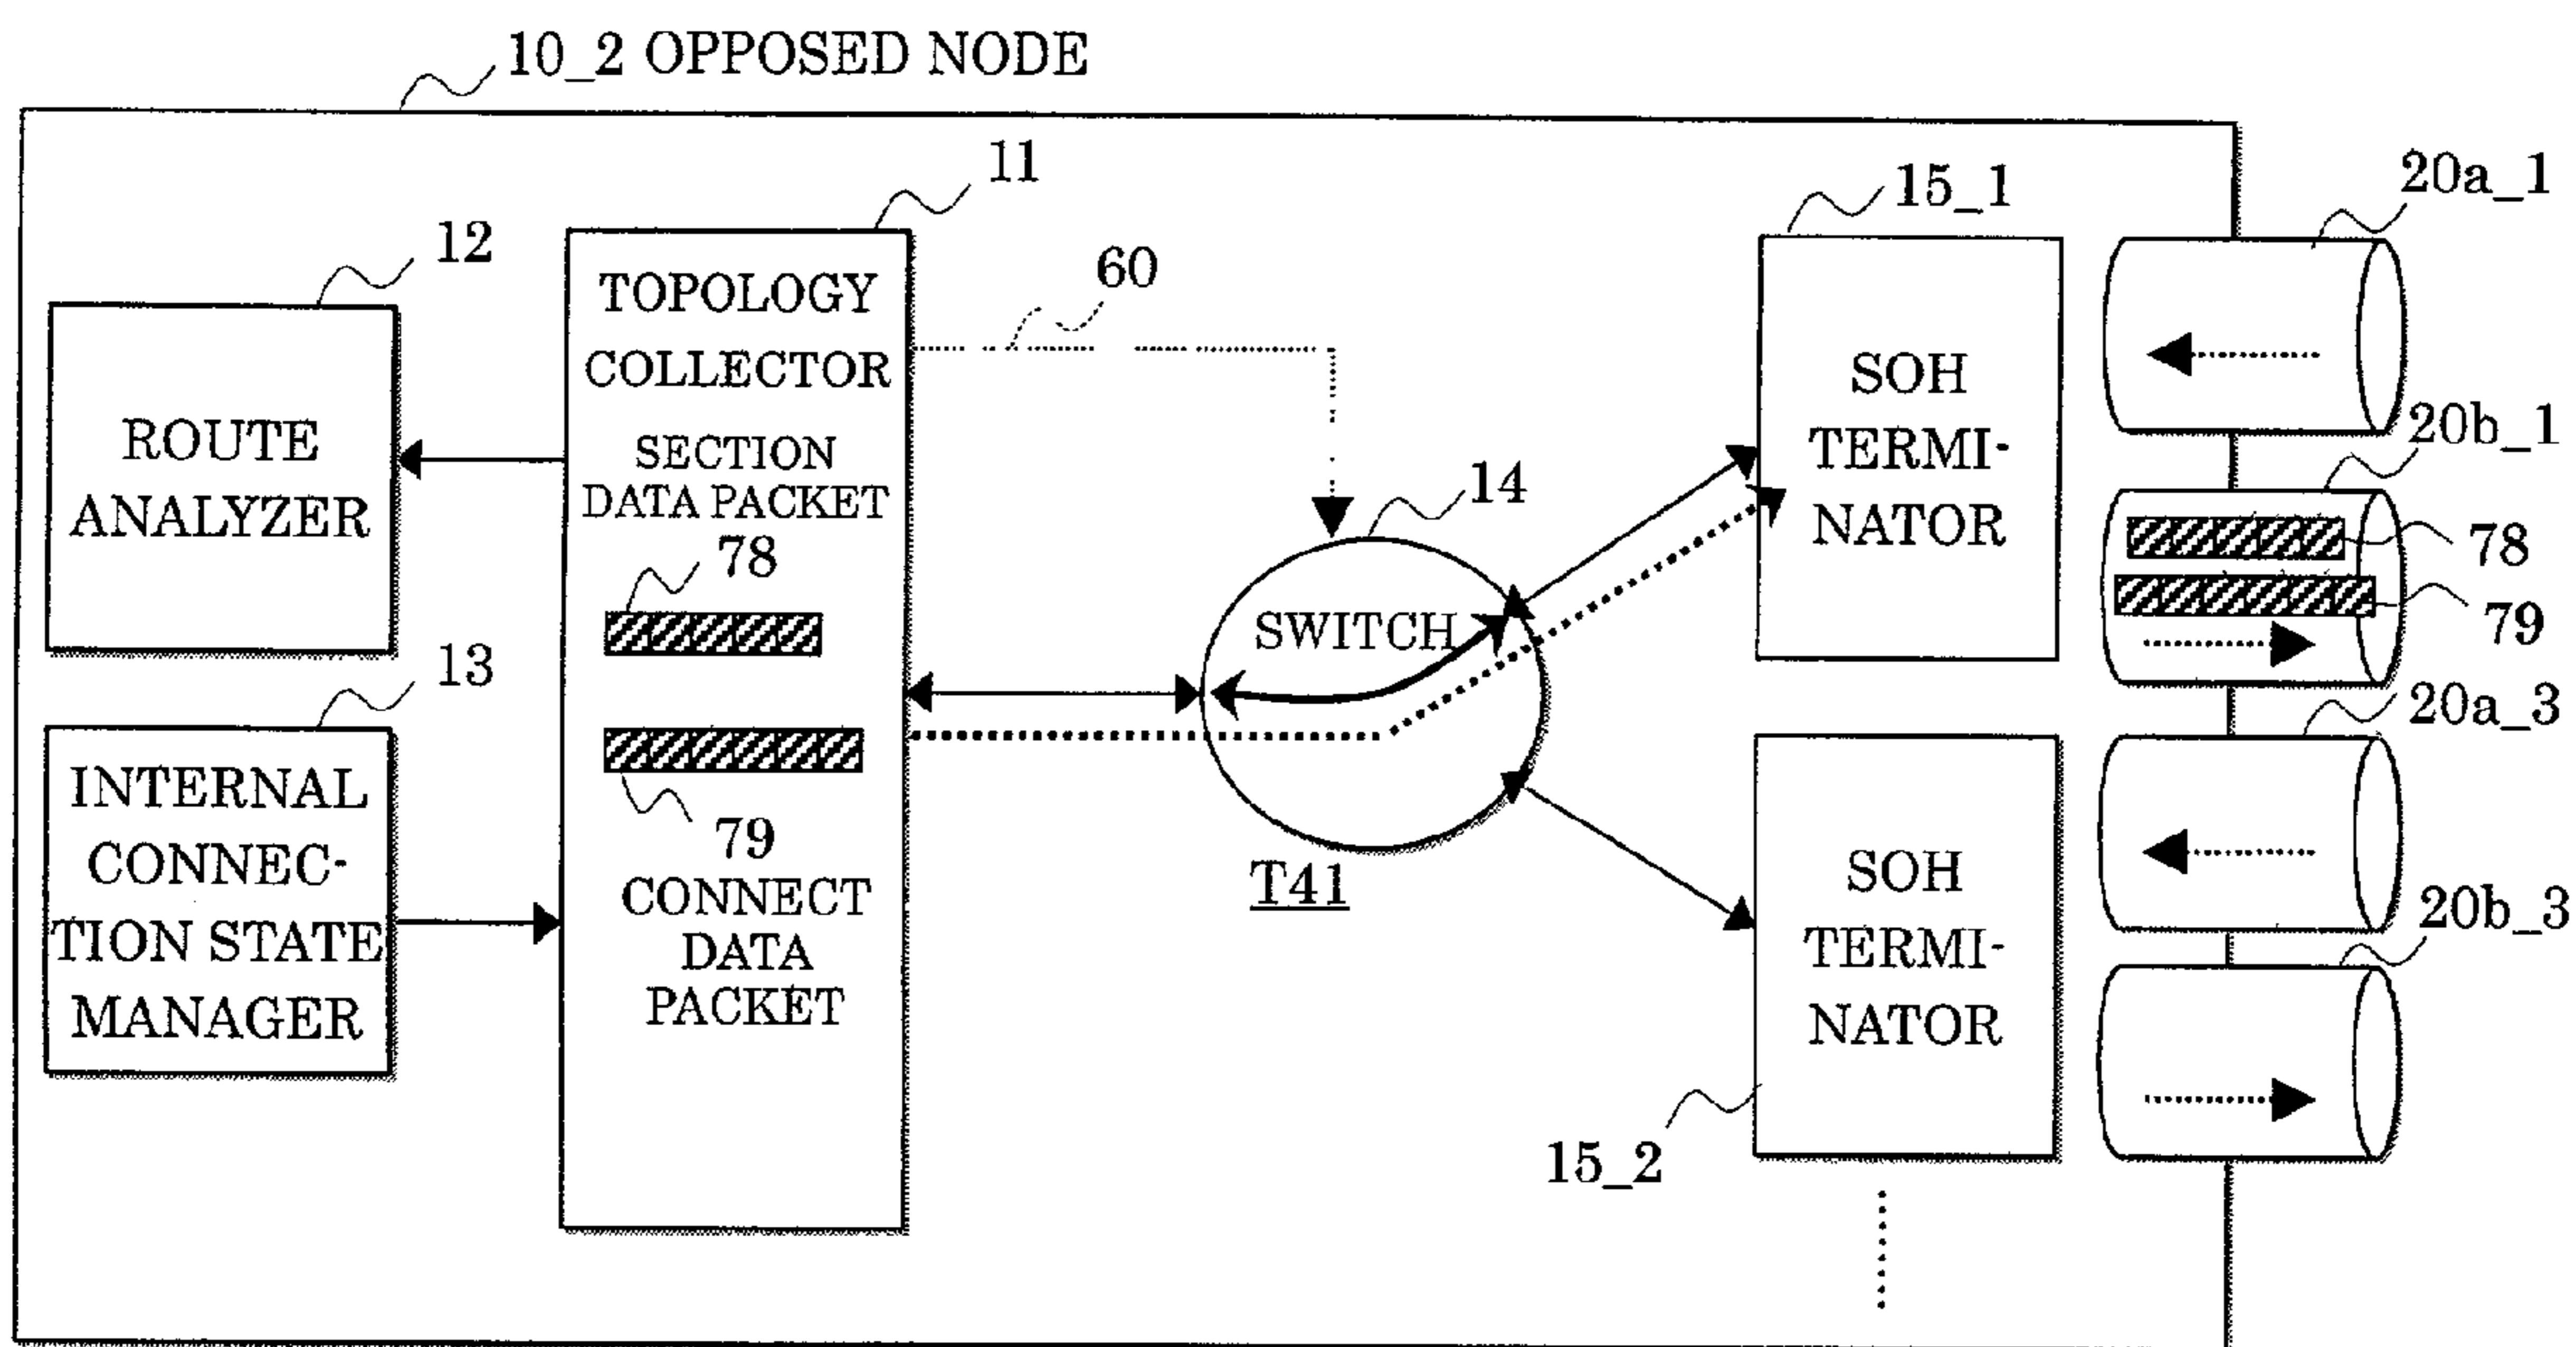 10_2 OPPOSED NODE
11
12
15_1
20a_1
60
TOPOLOGY
COLLECTOR
SECTION
DATA PACKET
78
79
CONNECT
DATA
PACKET
ROUTE
ANALYZER
13
INTERNAL
CONNEC-
TION STATE
MANAGER
14
SWITCH
T41
SOH
TERMI-
NATOR
20b_1
78
79
20a_3
SOH
TERMI-
NATOR
20b_3
15_2